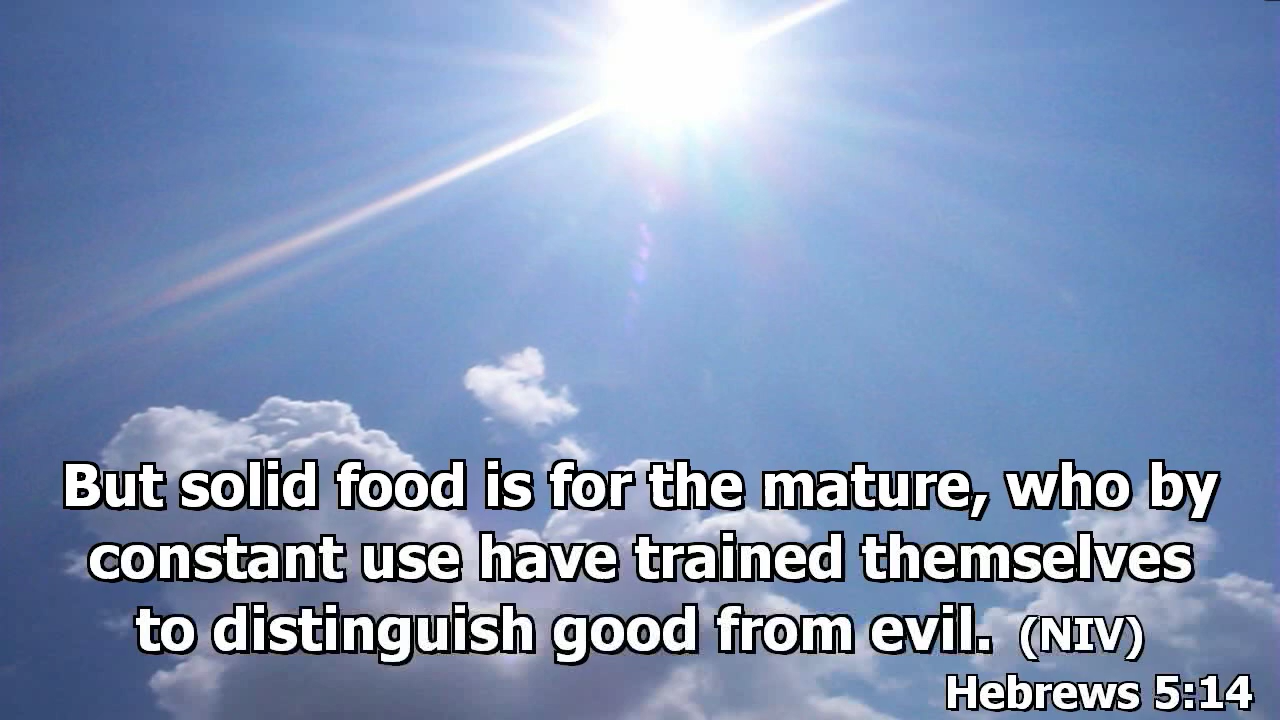 But solid food is for the mature, who by
constant use have trained themselves
to distinguish good from evil. (NIV)
Hebrews 5:14